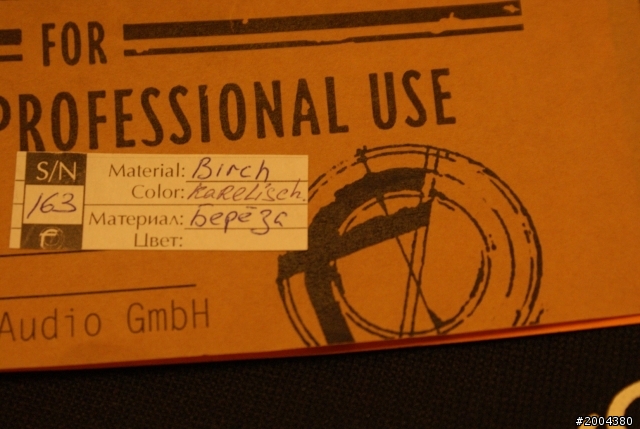 FOR
PROFESSIONAL USE
S/N
163
Material: Birch
Color: Karelisch.
Материал: Берёза
Цвет:
Audio GmbH
#2004380